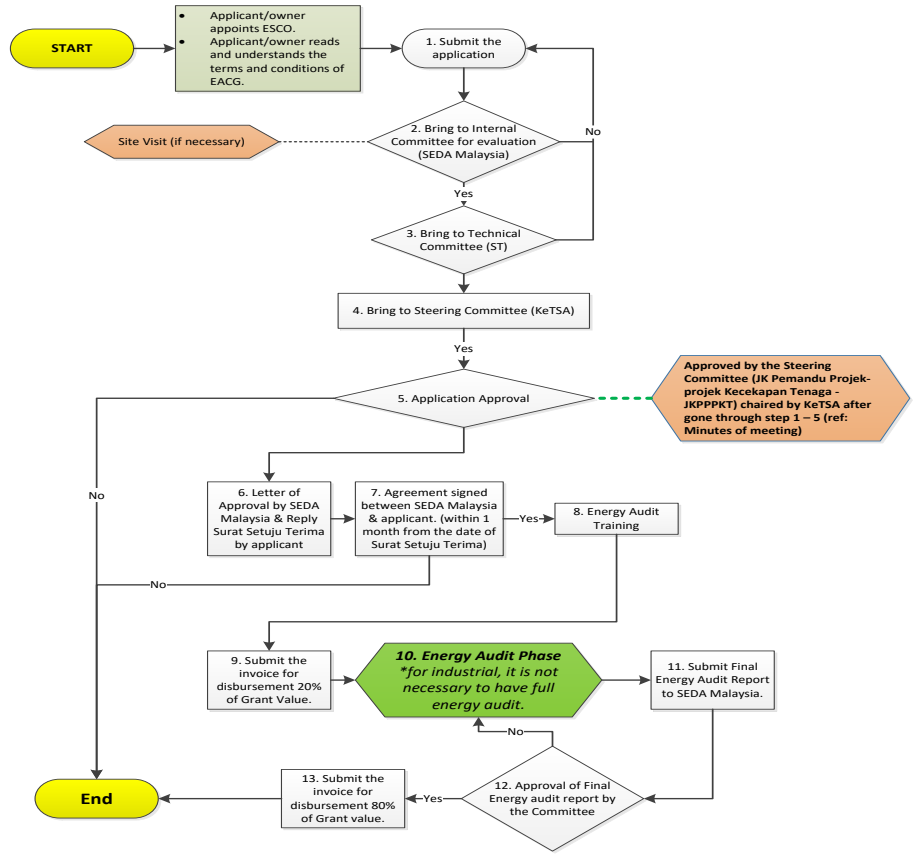 START
• Applicant/owner
appoints ESCO.
• Applicant/owner reads
and understands the
terms and conditions of
EACG.
1. Submit the
application
No
Site Visit (if necessary)
2. Bring to Internal
Committee for evaluation
(SEDA Malaysia)
Yes
3. Bring to Technical
Committee (ST)
4. Bring to Steering Committee (KeTSA)
Yes
5. Application Approval
Approved by the Steering
Committee (JK Pemandu Projek-
projek Kecekapan Tenaga -
JKPPPKT) chaired by KeTSA after
gone through step 1 – 5 (ref:
Minutes of meeting)
No
6. Letter of
Approval by SEDA
Malaysia & Reply
Surat Setuju Terima
by applicant
7. Agreement signed
between SEDA Malaysia
& applicant. (within 1
month from the date of
Surat Setuju Terima)
Yes
8. Energy Audit
Training
No
9. Submit the
invoice for
disbursement 20%
of Grant Value.
10. Energy Audit Phase
*for industrial, it is not
necessary to have full
energy audit.
11. Submit Final
Energy Audit Report
to SEDA Malaysia.
No
End
13. Submit the
invoice for
disbursement 80%
of Grant value.
Yes
12. Approval of Final
Energy audit report by
the Committee